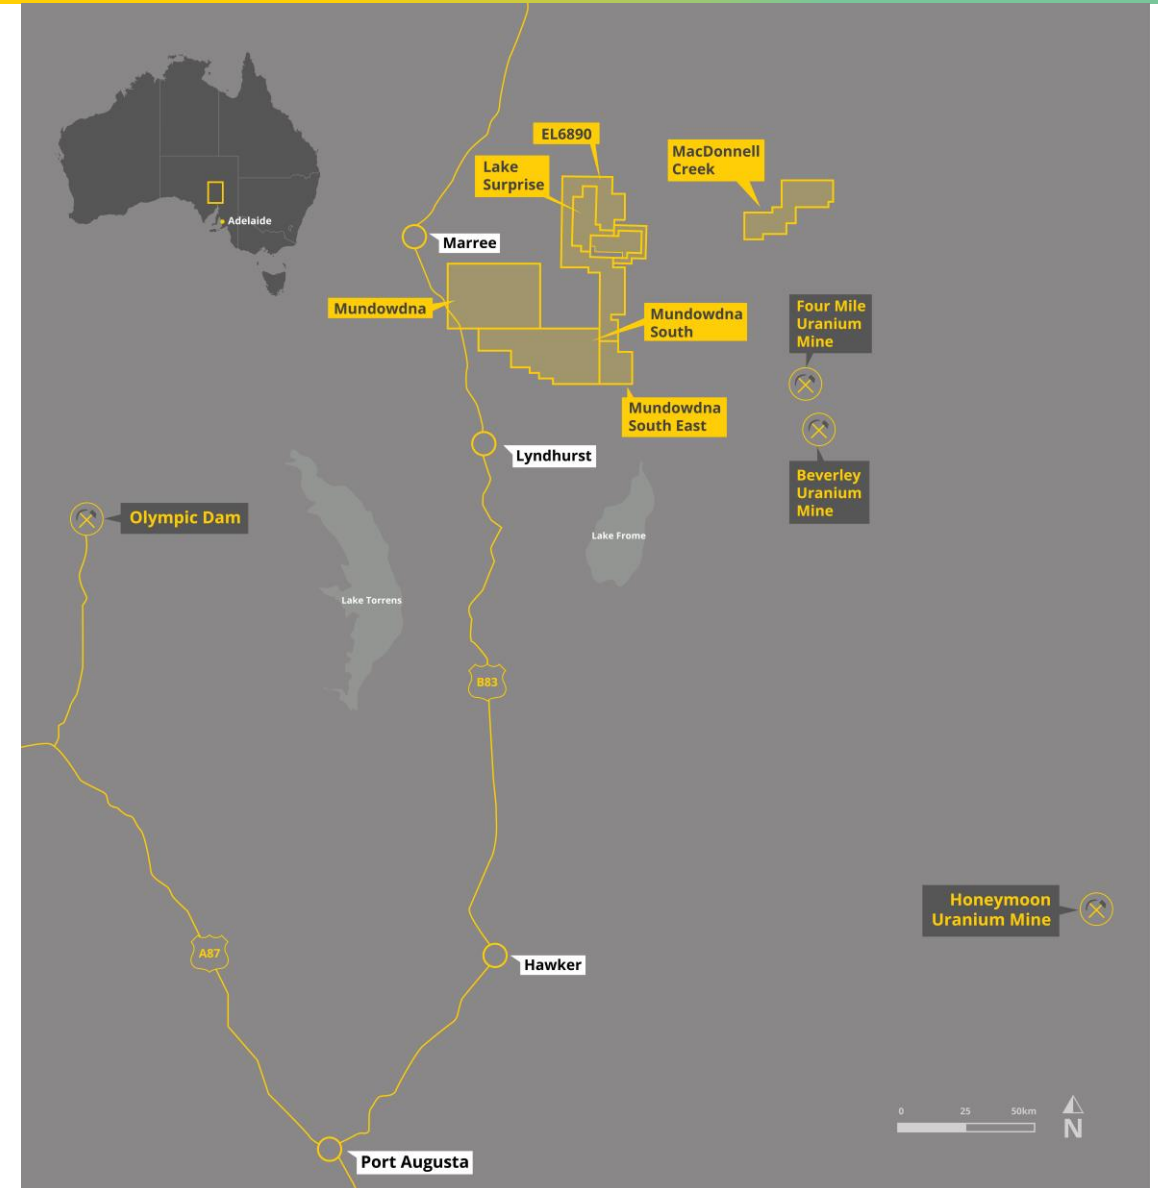 EL6890
MacDonnell
Creek
Lake
Surprise
Adelaide
Marree
Mundowdna
Four Mile
Uranium
Mine
Mundowdna
South
Mundowdna
South East
Lyndhurst
Beverley
Uranium
Mine
Olympic Dam
Lake Frome
Lake Torrens
B83
Honeymoon
Uranium Mine
A87
Hawker
0 25 50km
N
Port Augusta